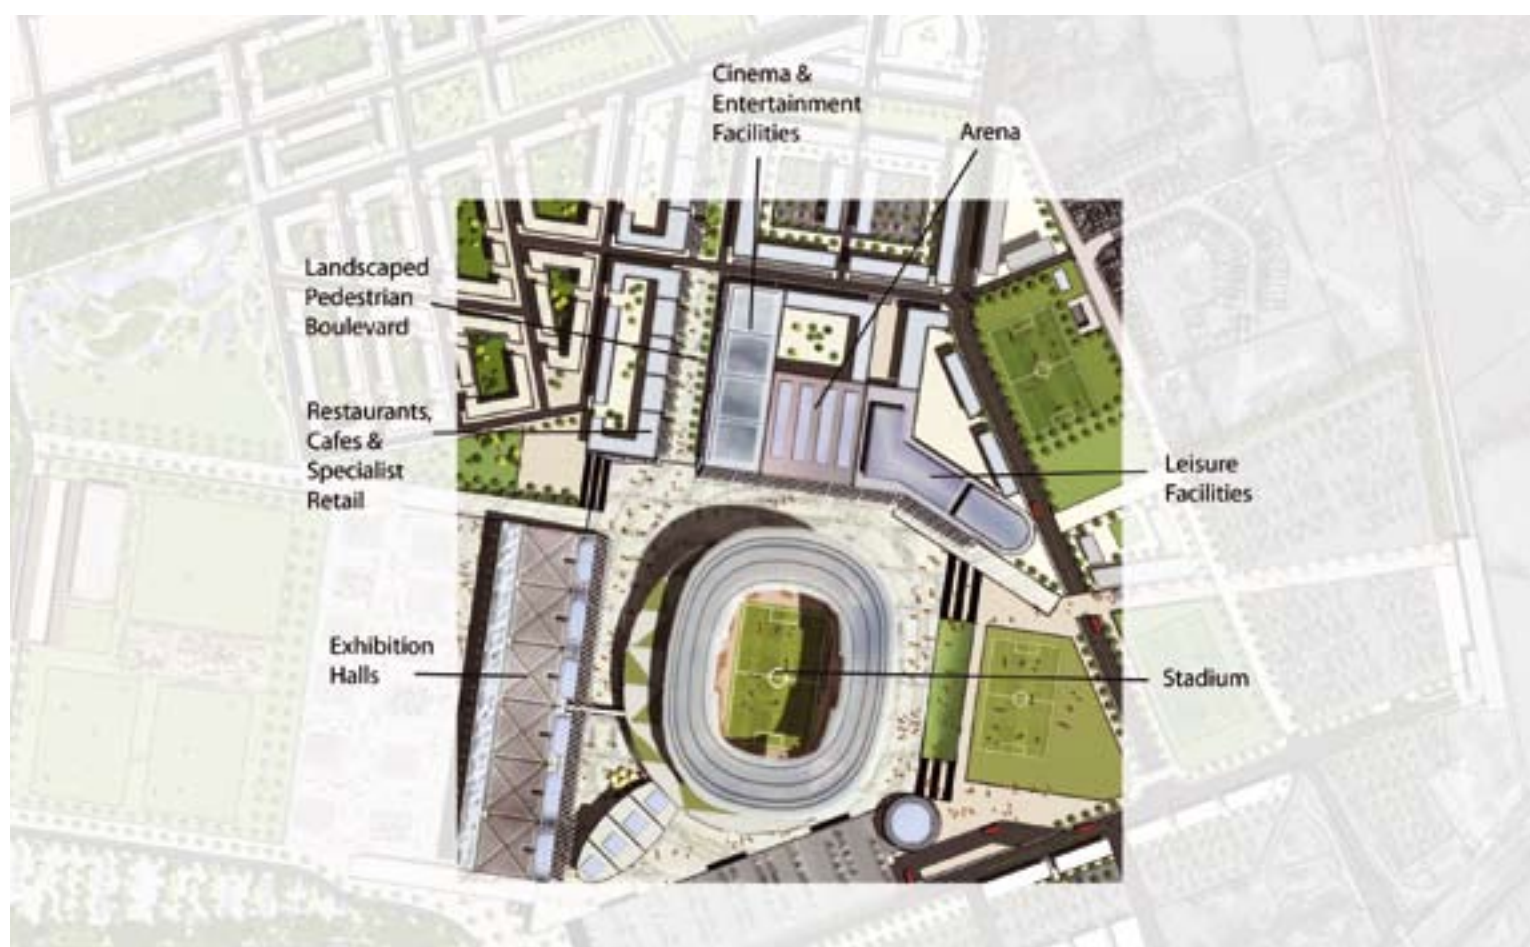 Cinema &
Entertainment
Facilities
Arena
Landscaped
Pedestrian
Boulevard
Restaurants,
Cafes &
Specialist
Retail
Leisure
Facilities
Exhibition
Halls
Stadium